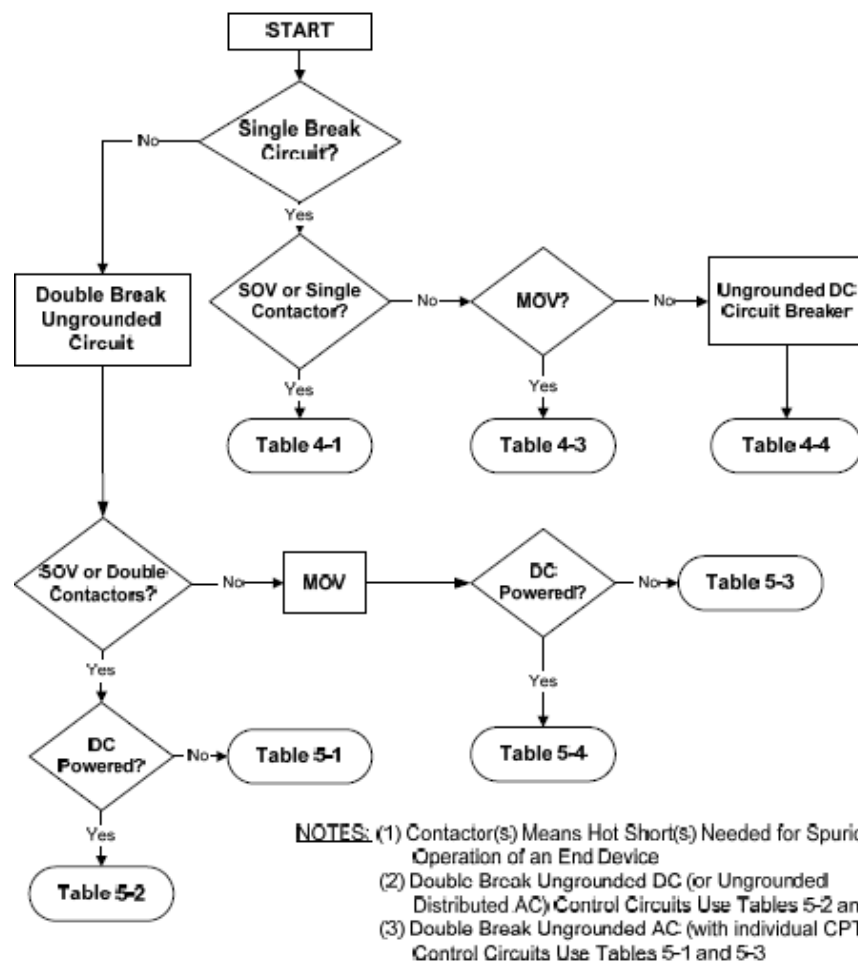 START
Single Break
Circuit?
No
Yes
Double Break
Ungrounded
Circuit
SOV or Single
Contactor?
No
MOV?
No
Ungrounded DC
Circuit Breaker
Yes
Yes
Table 4-1
Table 4-3
Table 4-4
SOV or Double
Contactors?
No
MOV
DC
Powered?
No
Table 5-3
Yes
Yes
DC
Powered?
No
Table 5-1
Table 5-4
Yes
Table 5-2
NOTES: (1) Contactor(s) Means Hot Short(s) Needed for Spurio
Operation of an End Device
(2) Double Break Ungrounded DC (or Ungrounded
Distributed AC) Control Circuits Use Tables 5-2 an
(3) Double Break Ungrounded AC (with individual CPT
Control Circuits Use Tables 5-1 and 5-3